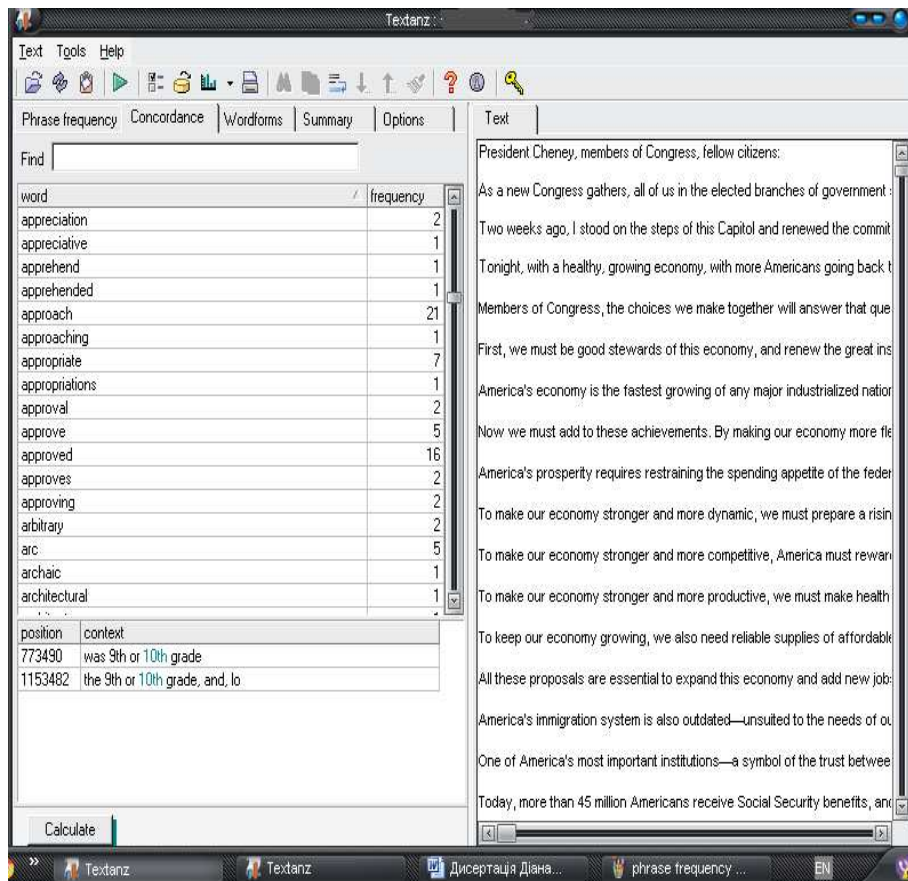 Textanz :
Text Tools Help
Phrase frequency Concordance Wordforms Summary Options
Find
word frequency
appreciation 2
appreciative 1
apprehend 1
apprehended 1
approach 21
approaching 1
appropriate 7
appropriations 1
approval 2
approve 5
approved 16
approves 2
approving 2
arbitrary 2
arc 5
archaic 1
architectural 1
position context
773490 was 9th or 10th grade
1153482 the 9th or 10th grade, and, lo
Calculate
Text
President Cheney, members of Congress, fellow citizens:
As a new Congress gathers, all of us in the elected branches of government
Two weeks ago, I stood on the steps of this Capitol and renewed the commit
Tonight, with a healthy, growing economy, with more Americans going back t
Members of Congress, the choices we make together will answer that que
First, we must be good stewards of this economy, and renew the great ins
America's economy is the fastest growing of any major industrialized nation
Now we must add to these achievements. By making our economy more fle
America's prosperity requires restraining the spending appetite of the feder
To make our economy stronger and more dynamic, we must prepare a risin
To make our economy stronger and more competitive, America must reward
To make our economy stronger and more productive, we must make health
To keep our economy growing, we also need reliable supplies of affordable
All these proposals are essential to expand this economy and add new jobs
America's immigration system is also outdated—unsuited to the needs of ou
One of America's most important institutions—a symbol of the trust betwee
Today, more than 45 million Americans receive Social Security benefits, and
» Textanz Textanz Дисертація Діана... phrase frequency ... EN